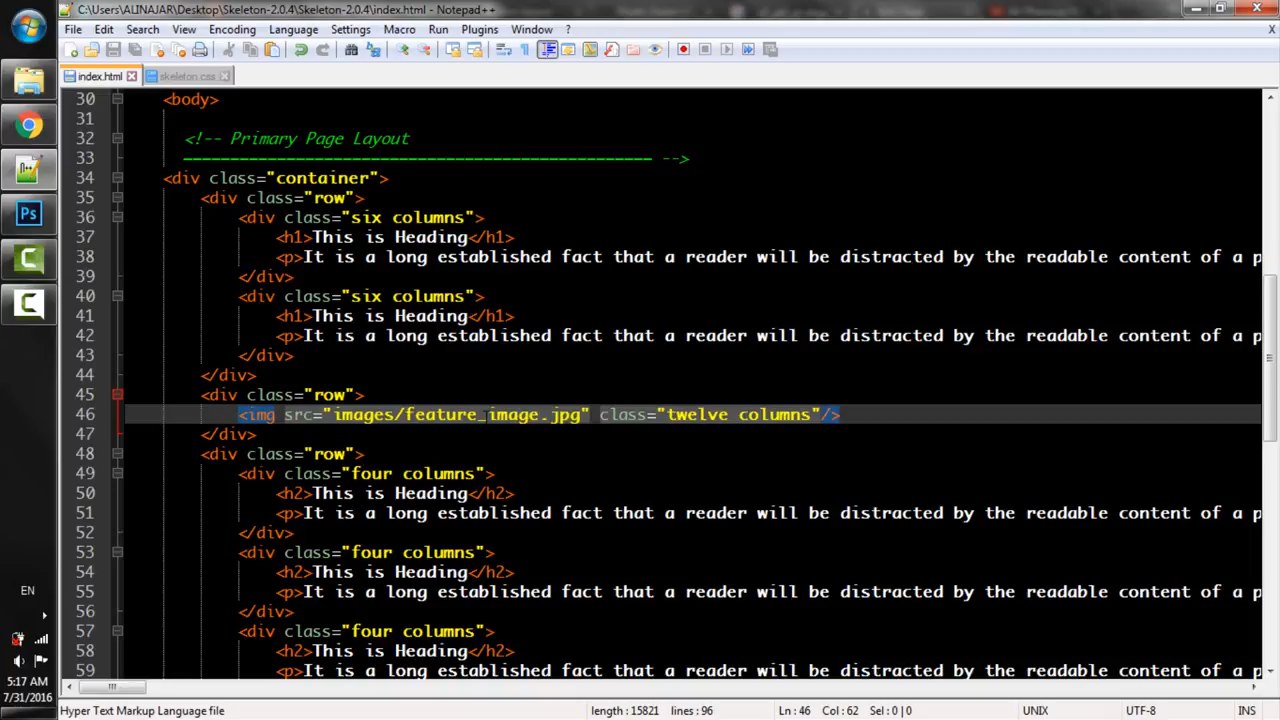 C:\Users\ALINAJAR\Desktop\Skeleton-2.0.4\Skeleton-2.0.4\index.html - Notepad++
File Edit Search View Encoding Language Settings Macro Run Plugins Window ? X
index.html skeleton.css
30 <body>
31
32 <!-- Primary Page Layout
33 –––––––––––––––––––––––––––––––––––––––––––––––––– -->
34 <div class="container">
35 <div class="row">
36 <div class="six columns">
37 <h1>This is Heading</h1>
38 <p>It is a long established fact that a reader will be distracted by the readable content of a p
39 </div>
40 <div class="six columns">
41 <h1>This is Heading</h1>
42 <p>It is a long established fact that a reader will be distracted by the readable content of a p
43 </div>
44 </div>
45 <div class="row">
46 <img src="images/feature_image.jpg" class="twelve columns"/>
47 </div>
48 <div class="row">
49 <div class="four columns">
50 <h2>This is Heading</h2>
51 <p>It is a long established fact that a reader will be distracted by the readable content of a p
52 </div>
53 <div class="four columns">
54 <h2>This is Heading</h2>
55 <p>It is a long established fact that a reader will be distracted by the readable content of a p
56 </div>
57 <div class="four columns">
58 <h2>This is Heading</h2>
59 <p>It is a long established fact that a reader will be distracted by the readable content of a p
Ps
EN
5:17 AM
7/31/2016
Hyper Text Markup Language file length : 15821 lines : 96 Ln : 46 Col : 62 Sel : 0 | 0 UNIX UTF-8 INS